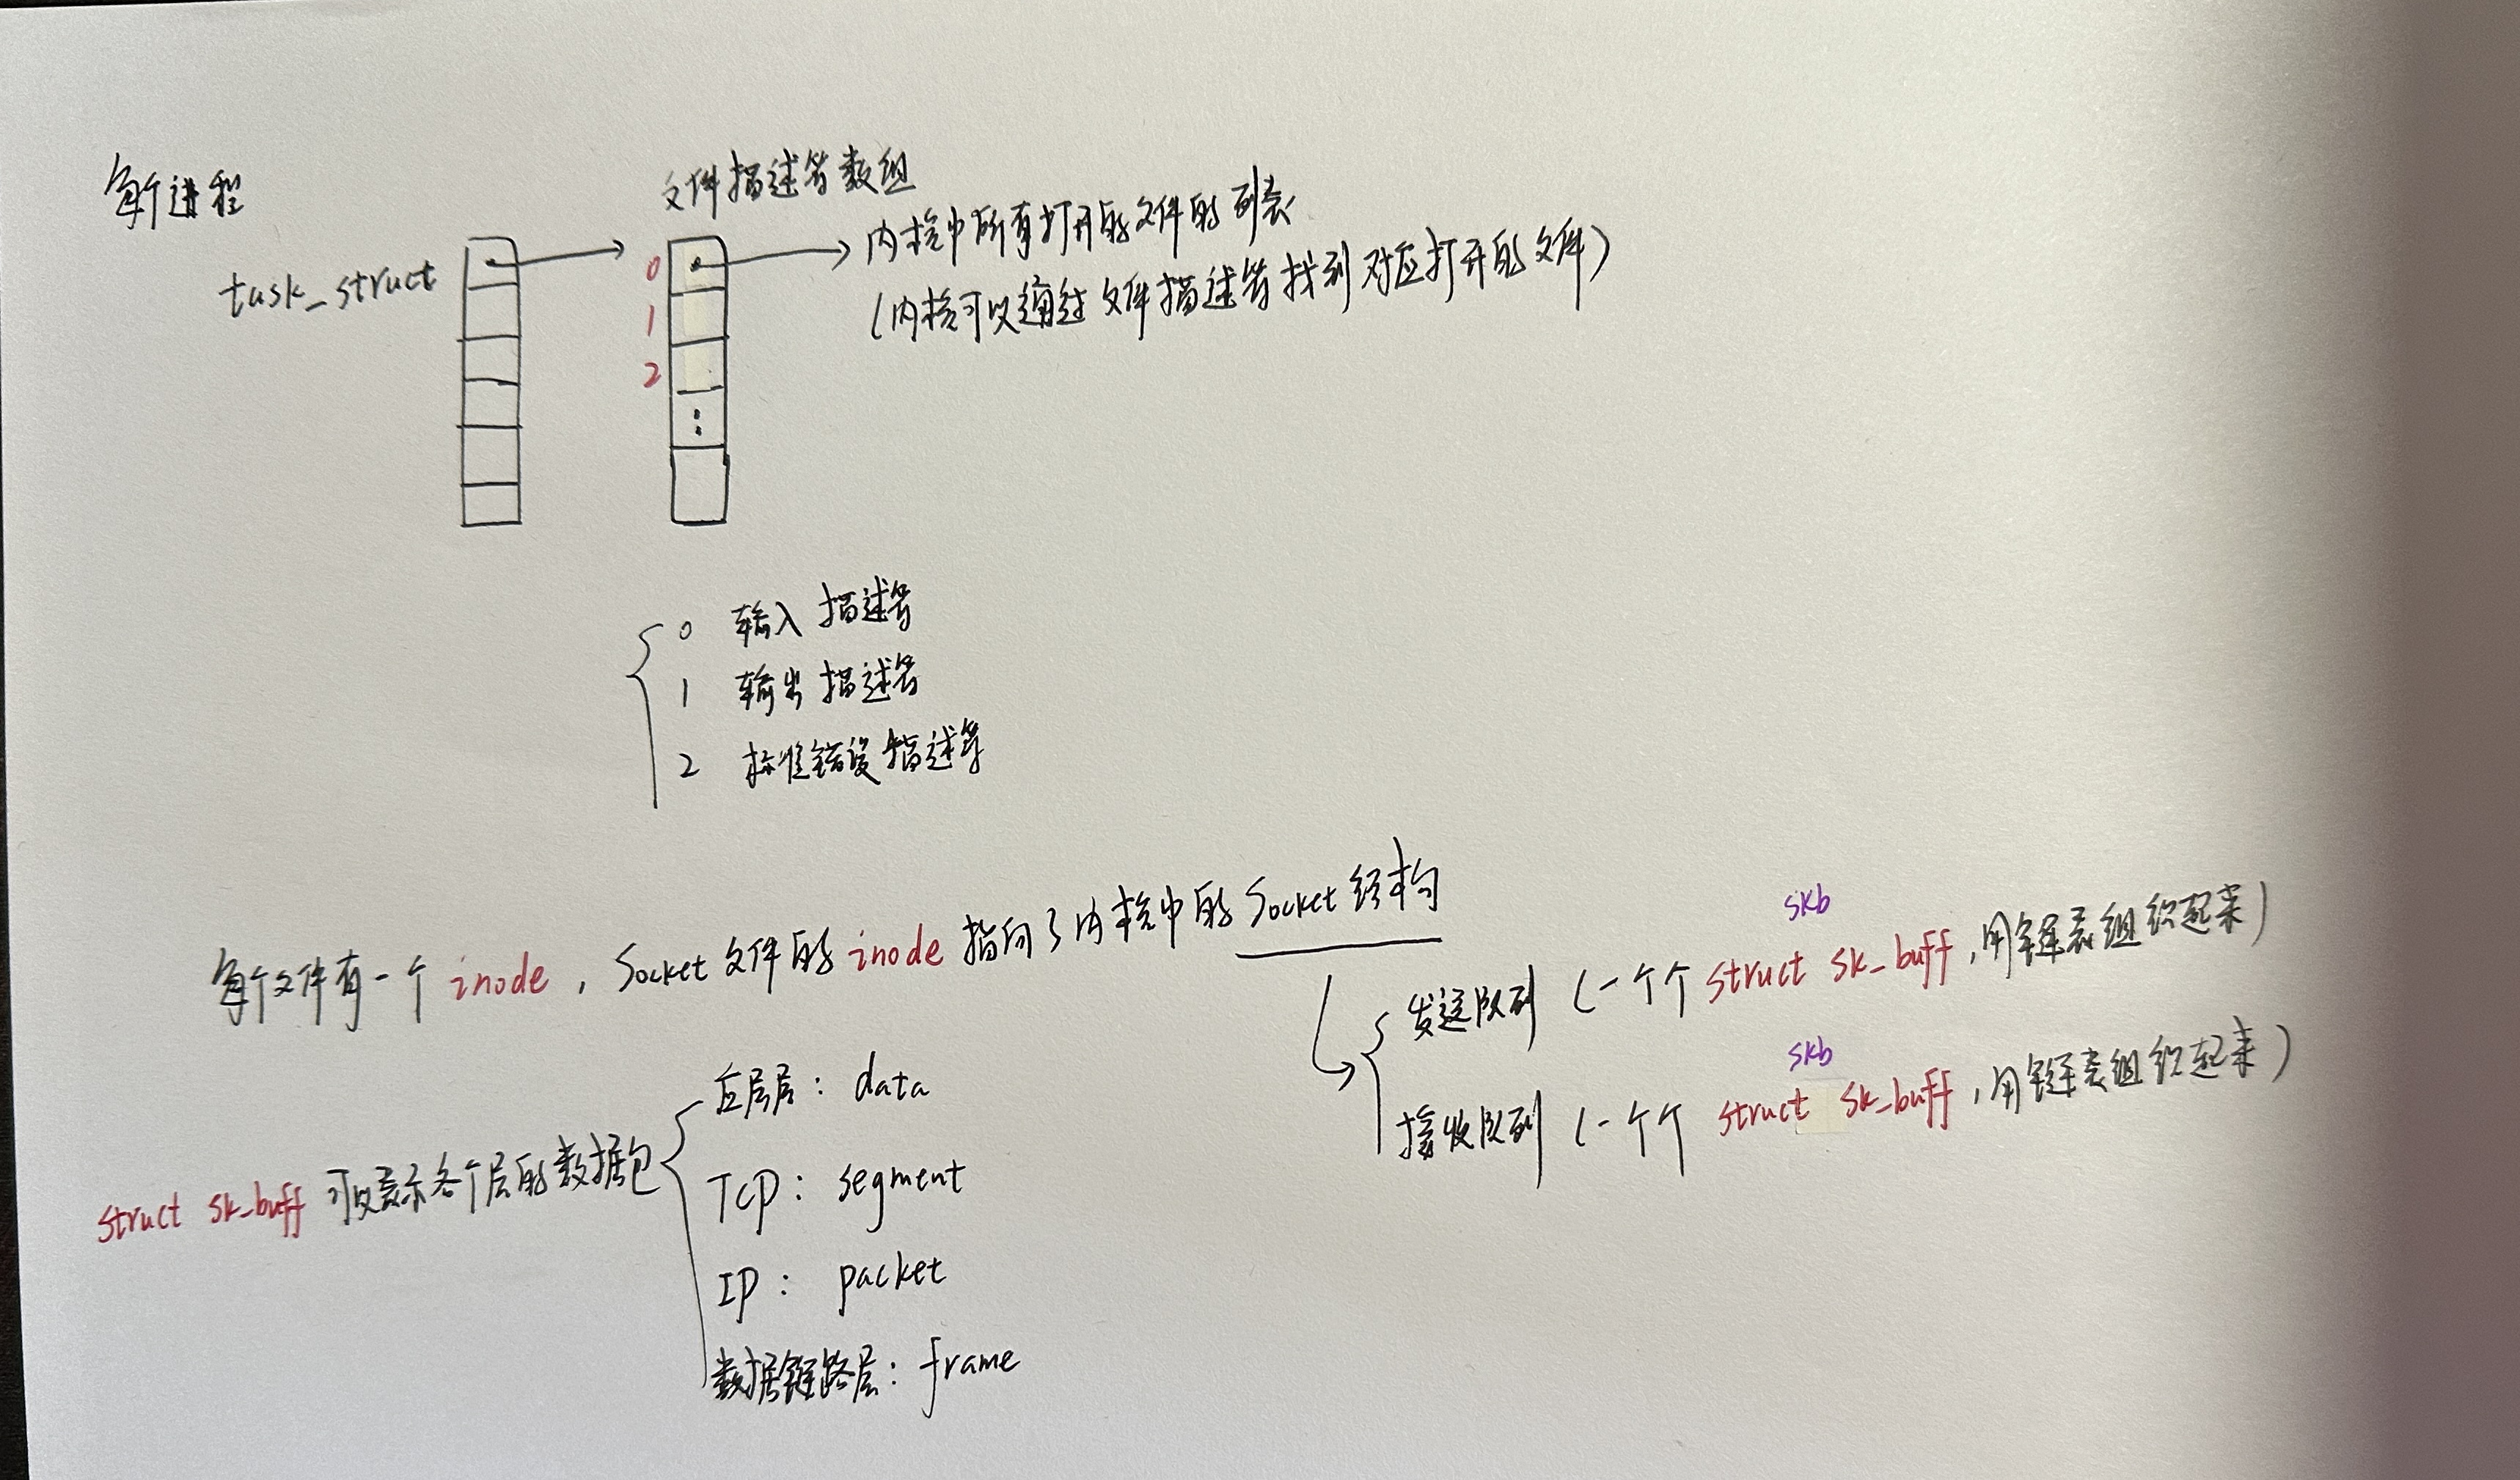 每个进程
文件描述符数组
task_struct
0
1
2
内核中所有打开的文件的列表
(内核可以通过文件描述符找到对应打开的文件)
0 输入描述符
1 输出描述符
2 标准错误描述符
每个文件有一个 inode , Socket 文件的 inode 指向了内核中的 Socket 结构
skb
发送队列 (一个个 struct sk_buff , 用链表组织起来)
skb
接收队列 (一个个 struct sk_buff , 用链表组织起来)
struct sk_buff 可以表示各个层的数据包
应层层: data
TCP: segment
IP: packet
数据链路层: frame